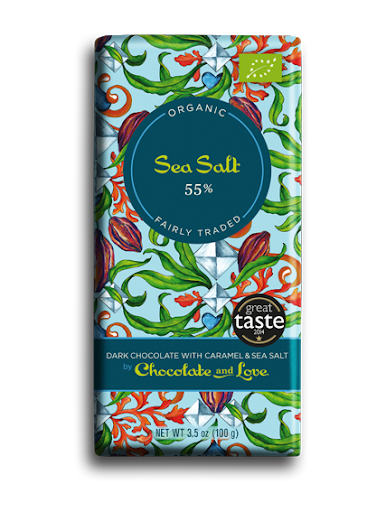 ORGANIC
Sea Salt
55%
FAIRLY TRADED
great
taste
2014
DARK CHOCOLATE WITH CARAMEL & SEA SALT
by Chocolate and Love
NET WT 3.5 oz (100 g)